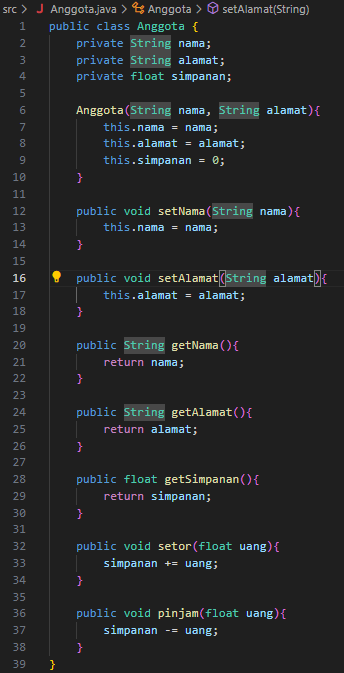 src > J Anggota.java > Anggota > setAlamat(String)
1 public class Anggota {
2     private String nama;
3     private String alamat;
4     private float simpanan;
5
6     Anggota(String nama, String alamat){
7         this.nama = nama;
8         this.alamat = alamat;
9         this.simpanan = 0;
10     }
11
12     public void setNama(String nama){
13         this.nama = nama;
14     }
15
16     public void setAlamat(String alamat){
17         this.alamat = alamat;
18     }
19
20     public String getNama(){
21         return nama;
22     }
23
24     public String getAlamat(){
25         return alamat;
26     }
27
28     public float getSimpanan(){
29         return simpanan;
30     }
31
32     public void setor(float uang){
33         simpanan += uang;
34     }
35
36     public void pinjam(float uang){
37         simpanan -= uang;
38     }
39 }